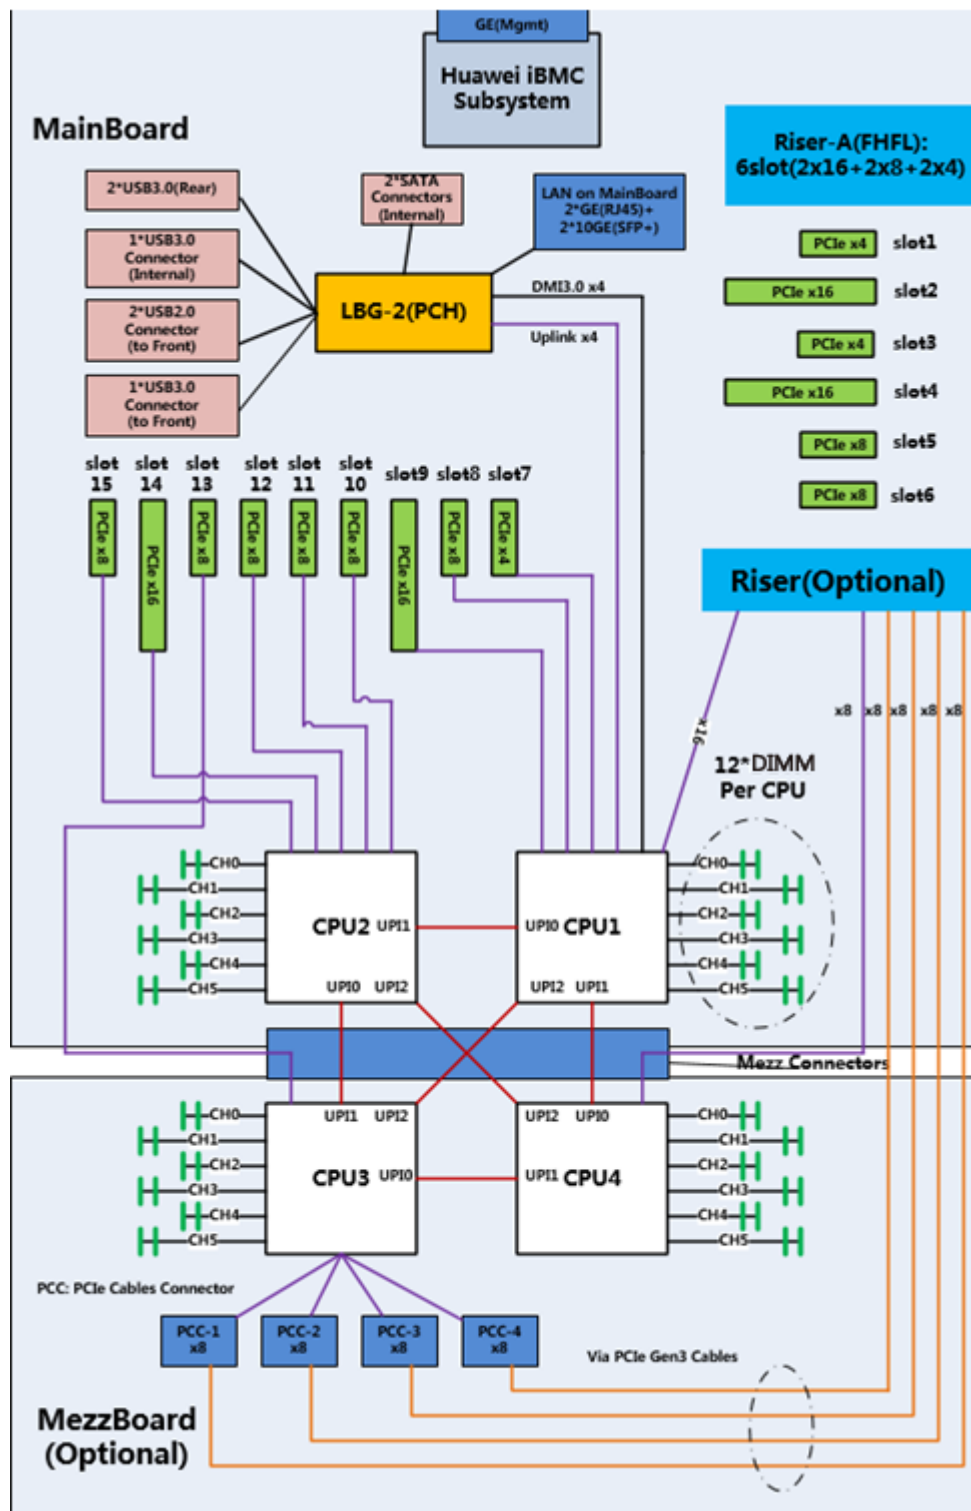 GE(Mgmt)
Huawei iBMC
Subsystem
MainBoard
Riser-A(FHFL):
6slot(2x16+2x8+2x4)
2*USB3.0(Rear)
2*SATA
Connectors
(Internal)
LAN on MainBoard
2*GE(RJ45)+
2*10GE(SFP+)
1*USB3.0
Connector
(Internal)
2*USB2.0
Connector
(to Front)
1*USB3.0
Connector
(to Front)
LBG-2(PCH)
DMI3.0 x4
Uplink x4
PCIe x4 slot1
PCIe x16 slot2
PCIe x4 slot3
PCIe x16 slot4
PCIe x8 slot5
PCIe x8 slot6
slot
15
slot
14
slot
13
slot
12
slot
11
slot
10
slot9
slot8
slot7
PCIe x8
PCIe x16
PCIe x8
PCIe x8
PCIe x8
PCIe x8
PCIe x16
PCIe x8
PCIe x4
Riser(Optional)
x16
x8 x8 x8 x8 x8
12*DIMM
Per CPU
CH0
CH1
CH2
CH3
CH4
CH5
CPU2 UPI1
UPI0 UPI2
UPI0 CPU1
UPI2 UPI1
CH0
CH1
CH2
CH3
CH4
CH5
Mezz Connectors
CH0
CH1
CH2
CH3
CH4
CH5
UPI1 UPI2
CPU3 UPI0
UPI2 UPI0
UPI1 CPU4
CH0
CH1
CH2
CH3
CH4
CH5
PCC: PCIe Cables Connector
PCC-1
x8
PCC-2
x8
PCC-3
x8
PCC-4
x8
Via PCIe Gen3 Cables
MezzBoard
(Optional)